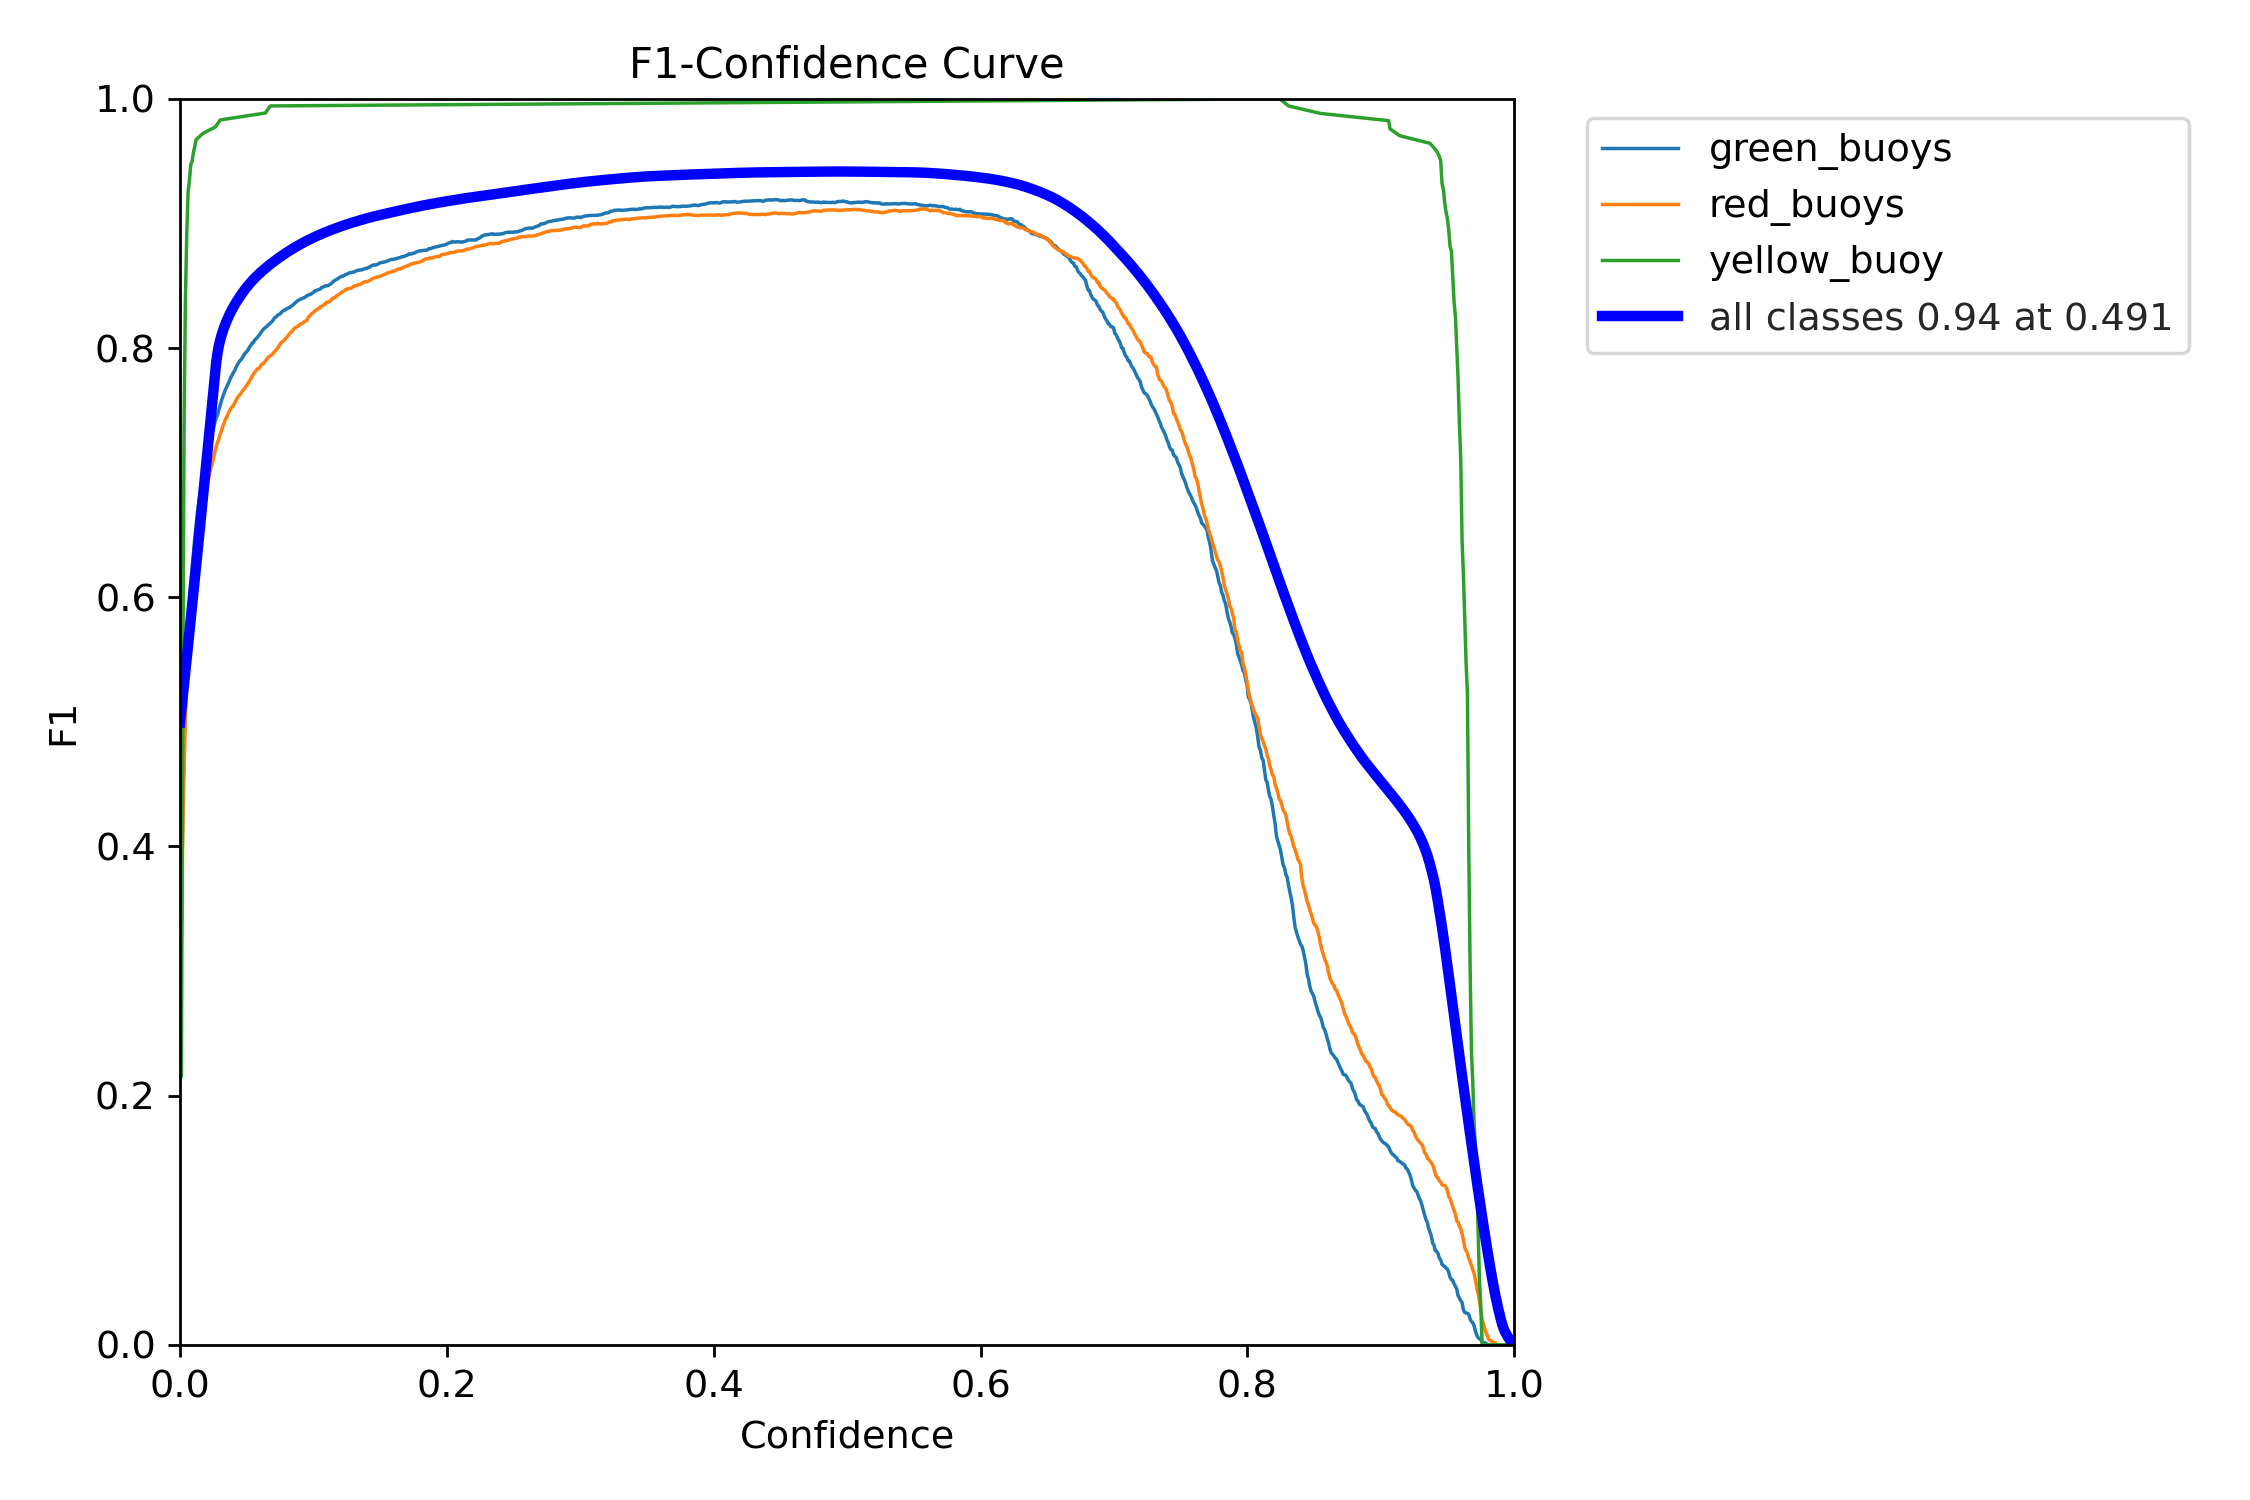 F1-Confidence Curve
1.0
0.8
0.6
0.4
0.2
0.0
F1
0.0 0.2 0.4 0.6 0.8 1.0
Confidence
green_buoys
red_buoys
yellow_buoy
all classes 0.94 at 0.491